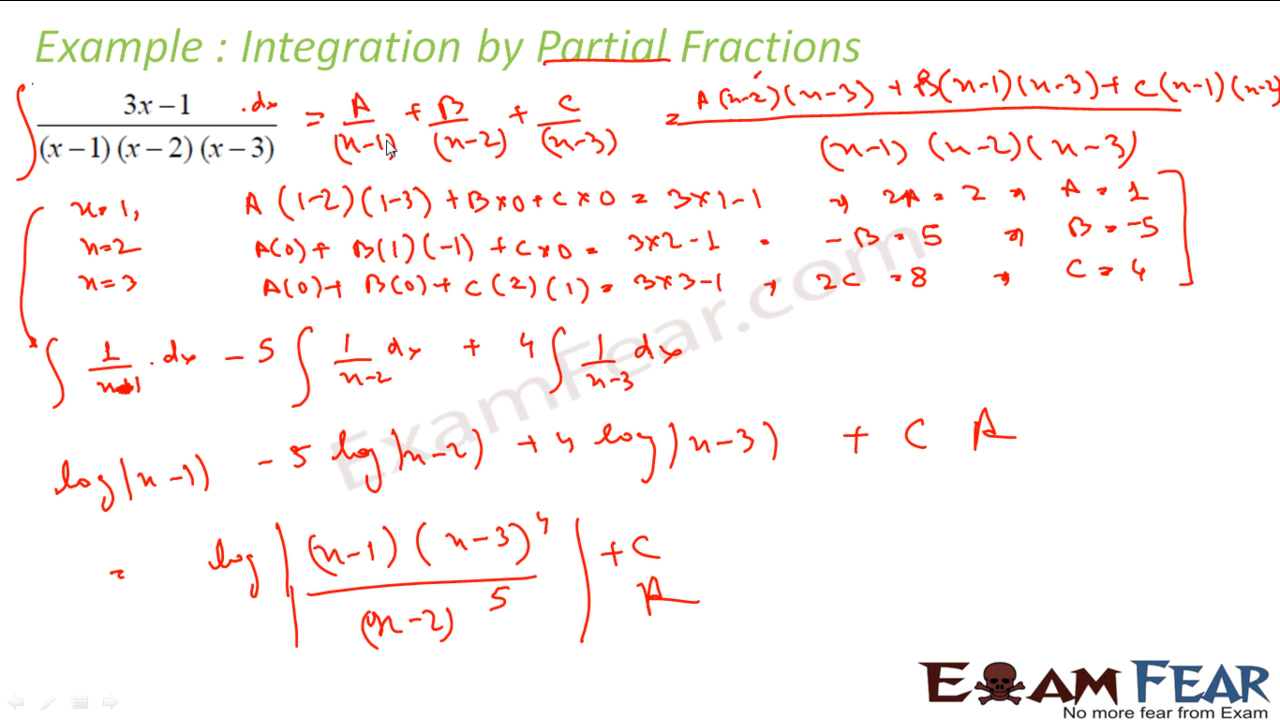 Example : Integration by Partial Fractions
∫ 3x−1 / (x−1)(x−2)(x−3) .dx = A/(x-1) + B/(x-2) + C/(x-3) = A(x-2)(x-3) + B(x-1)(x-3) + C(x-1)(x-2) / (x-1)(x-2)(x-3)
x=1, A(1-2)(1-3) + B×0 + C×0 = 3×1-1 ⇒ 2A = 2 ⇒ A = 1
x=2 A(0) + B(1)(-1) + C×0 = 3×2-1 = -B = 5 ⇒ B = -5
x=3 A(0) + B(0) + C(2)(1) = 3×3-1 ⇒ 2C = 8 ⇒ C = 4
∫ 1/x-1 . dx - 5 ∫ 1/x-2 dx + 4 ∫ 1/x-3 dx
log|x-1| - 5 log|x-2| + 4 log|x-3| + C A
= log | (x-1)(x-3)^4 / (x-2)^5 | + C
A
ExamFear.com
EXAM FEAR
No more fear from Exam